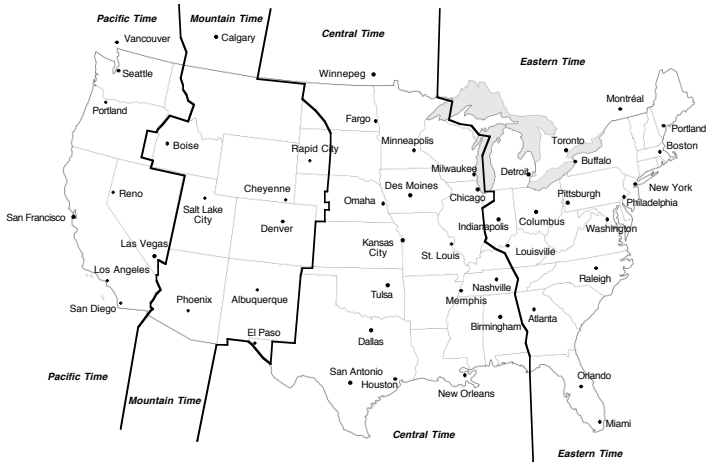 Pacific Time
Mountain Time
Central Time
Eastern Time
Vancouver
Calgary
Seattle
Winnepeg
Portland
Fargo
Montréal
Boise
Rapid City
Minneapolis
Toronto
Portland
Boston
Buffalo
Milwaukee
Detroit
Reno
Cheyenne
Salt Lake
City
Omaha
Des Moines
Chicago
Pittsburgh
New York
Philadelphia
San Francisco
Denver
Indianapolis
Columbus
Washington
Las Vegas
Kansas
City
St. Louis
Louisville
Los Angeles
Raleigh
San Diego
Phoenix
Albuquerque
Tulsa
Memphis
Nashville
El Paso
Dallas
Birmingham
Atlanta
San Antonio
Houston
New Orleans
Orlando
Miami
Pacific Time
Mountain Time
Central Time
Eastern Time